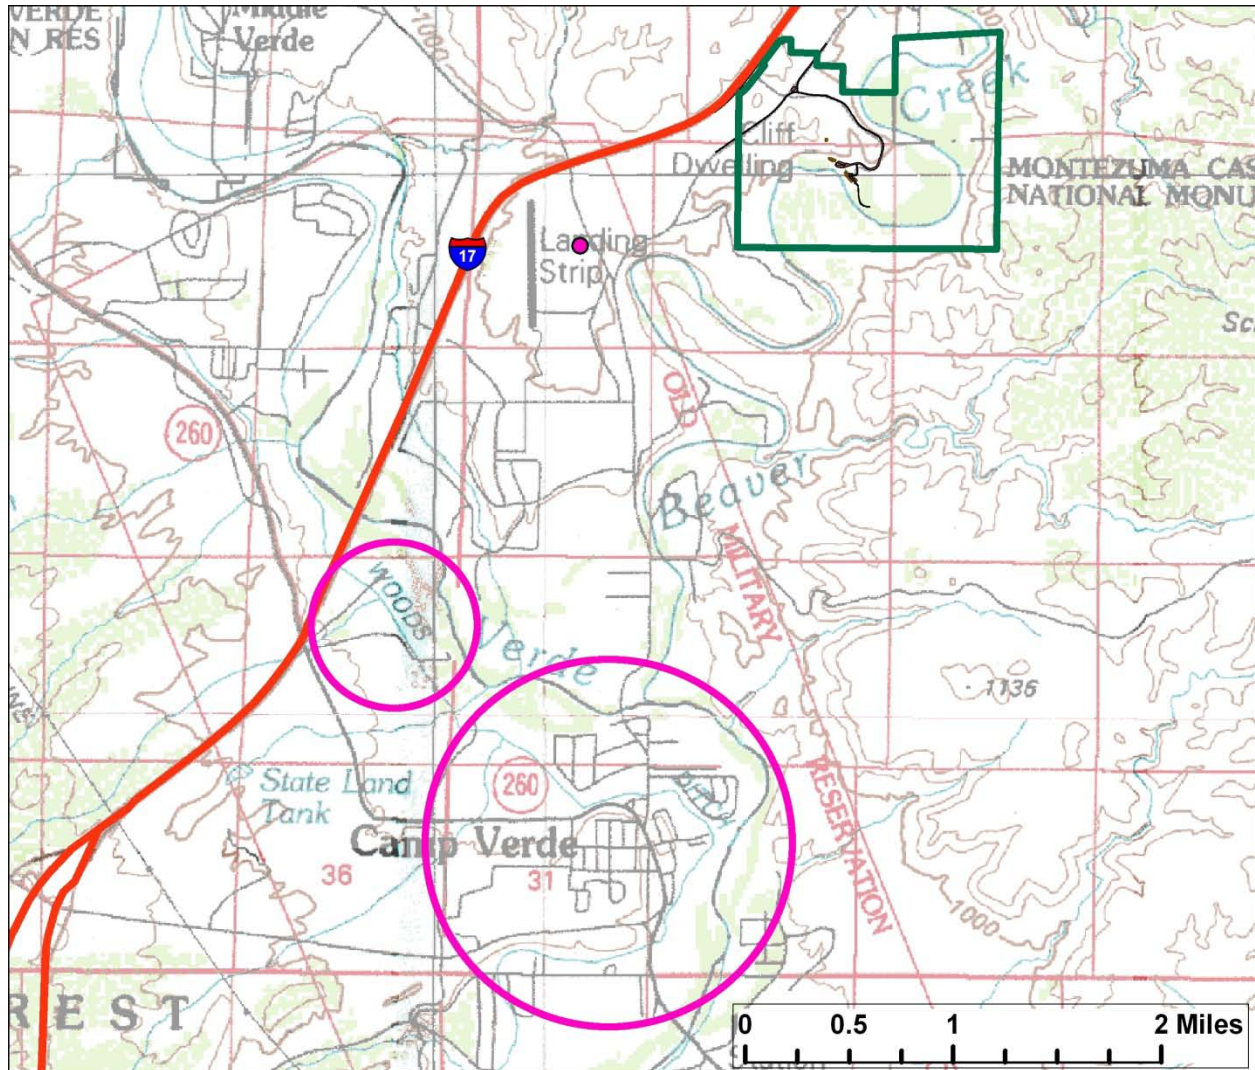 VERDE
N RES
Middle
Verde
1000
Creek
Cliff
Dwelling
MONTEZUMA CAS
NATIONAL MONU
17
Landing
Strip
Sc
260
OLD
Beaver
MILITARY
WOODS
Verde
1136
RESERVATION
State Land
Tank
260
Camp Verde
36
31
1000
REST
0 0.5 1 2 Miles